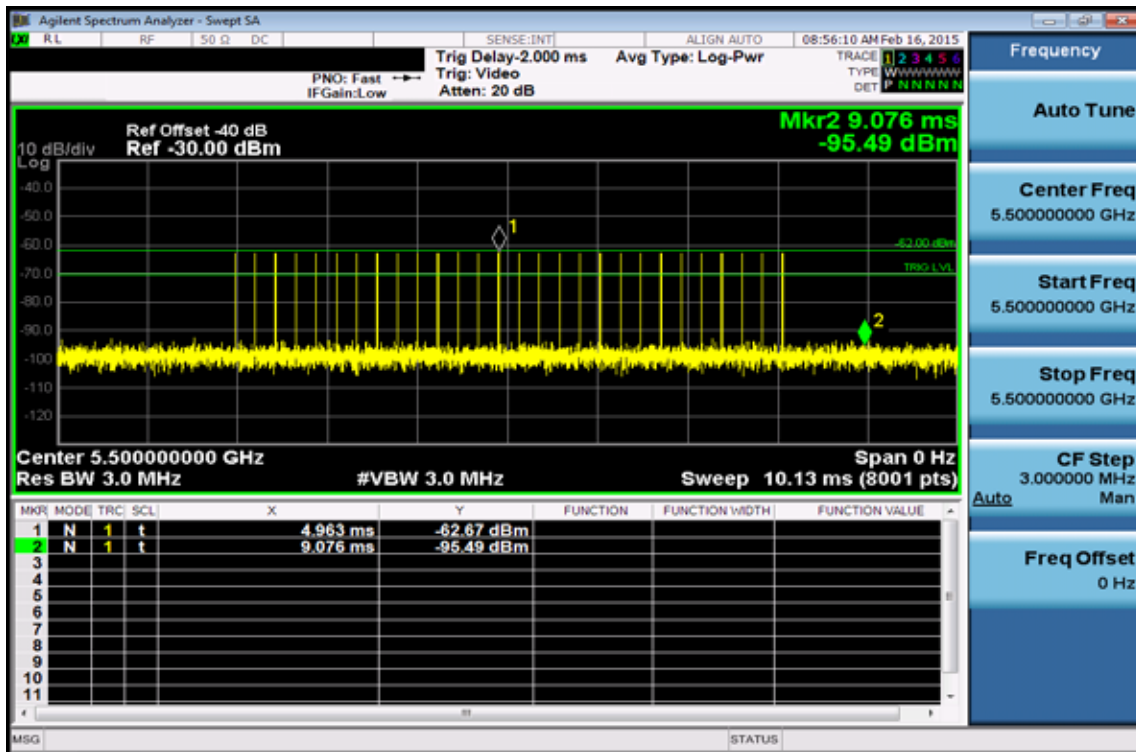 Agilent Spectrum Analyzer - Swept SA
LXI RL RF 50 Ω DC SENSE:INT ALIGN AUTO 08:56:10 AM Feb 16, 2015
Trig Delay-2.000 ms Avg Type: Log-Pwr TRACE 1 2 3 4 5 6
PNO: Fast Trig: Video TYPE WWWWWW
IFGain:Low Atten: 20 dB DET P N N N N N
Frequency
Auto Tune
Center Freq
5.500000000 GHz
Start Freq
5.500000000 GHz
Stop Freq
5.500000000 GHz
CF Step
3.000000 MHz
Auto Man
Freq Offset
0 Hz
Mkr2 9.076 ms
-95.49 dBm
Ref Offset -40 dB
10 dB/div Ref -30.00 dBm
Log
-40.0
-50.0
-60.0
-70.0
-80.0
-90.0
-100
-110
-120
1
-62.00 dBm
TRIG LVL
2
Center 5.500000000 GHz Span 0 Hz
Res BW 3.0 MHz #VBW 3.0 MHz Sweep 10.13 ms (8001 pts)
MKR MODE TRC SCL X Y FUNCTION FUNCTION WIDTH FUNCTION VALUE
1 N 1 t 4.963 ms -62.67 dBm
2 N 1 t 9.076 ms -95.49 dBm
3
4
5
6
7
8
9
10
11
MSG STATUS